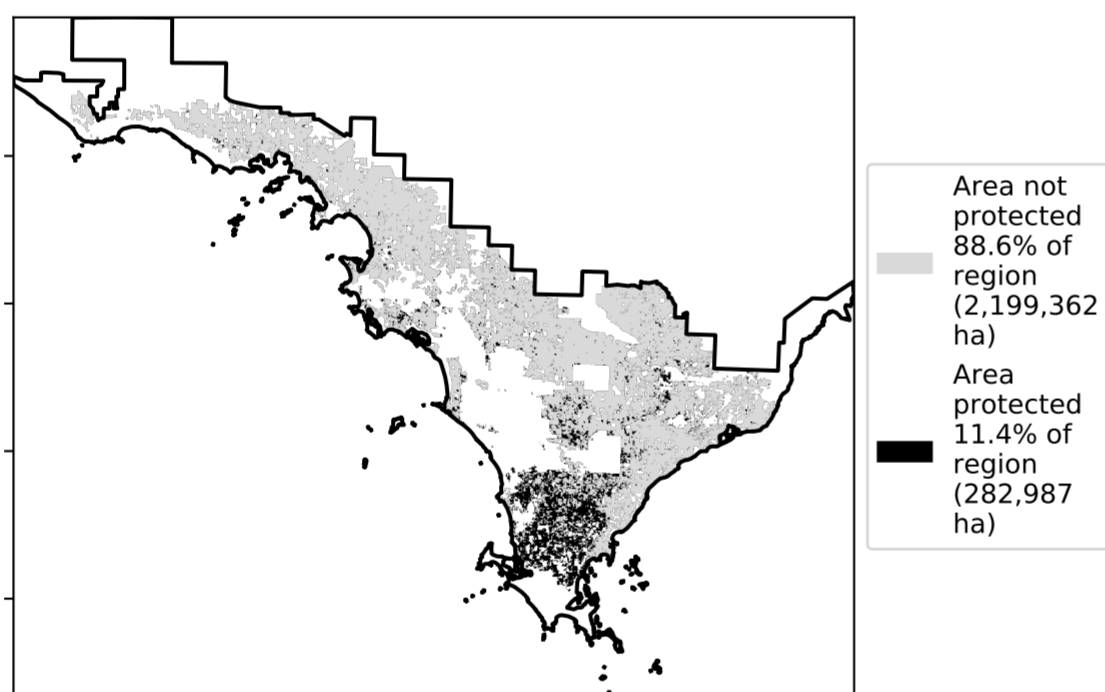 Area not
protected
88.6% of
region
(2,199,362
ha)
Area
protected
11.4% of
region
(282,987
ha)